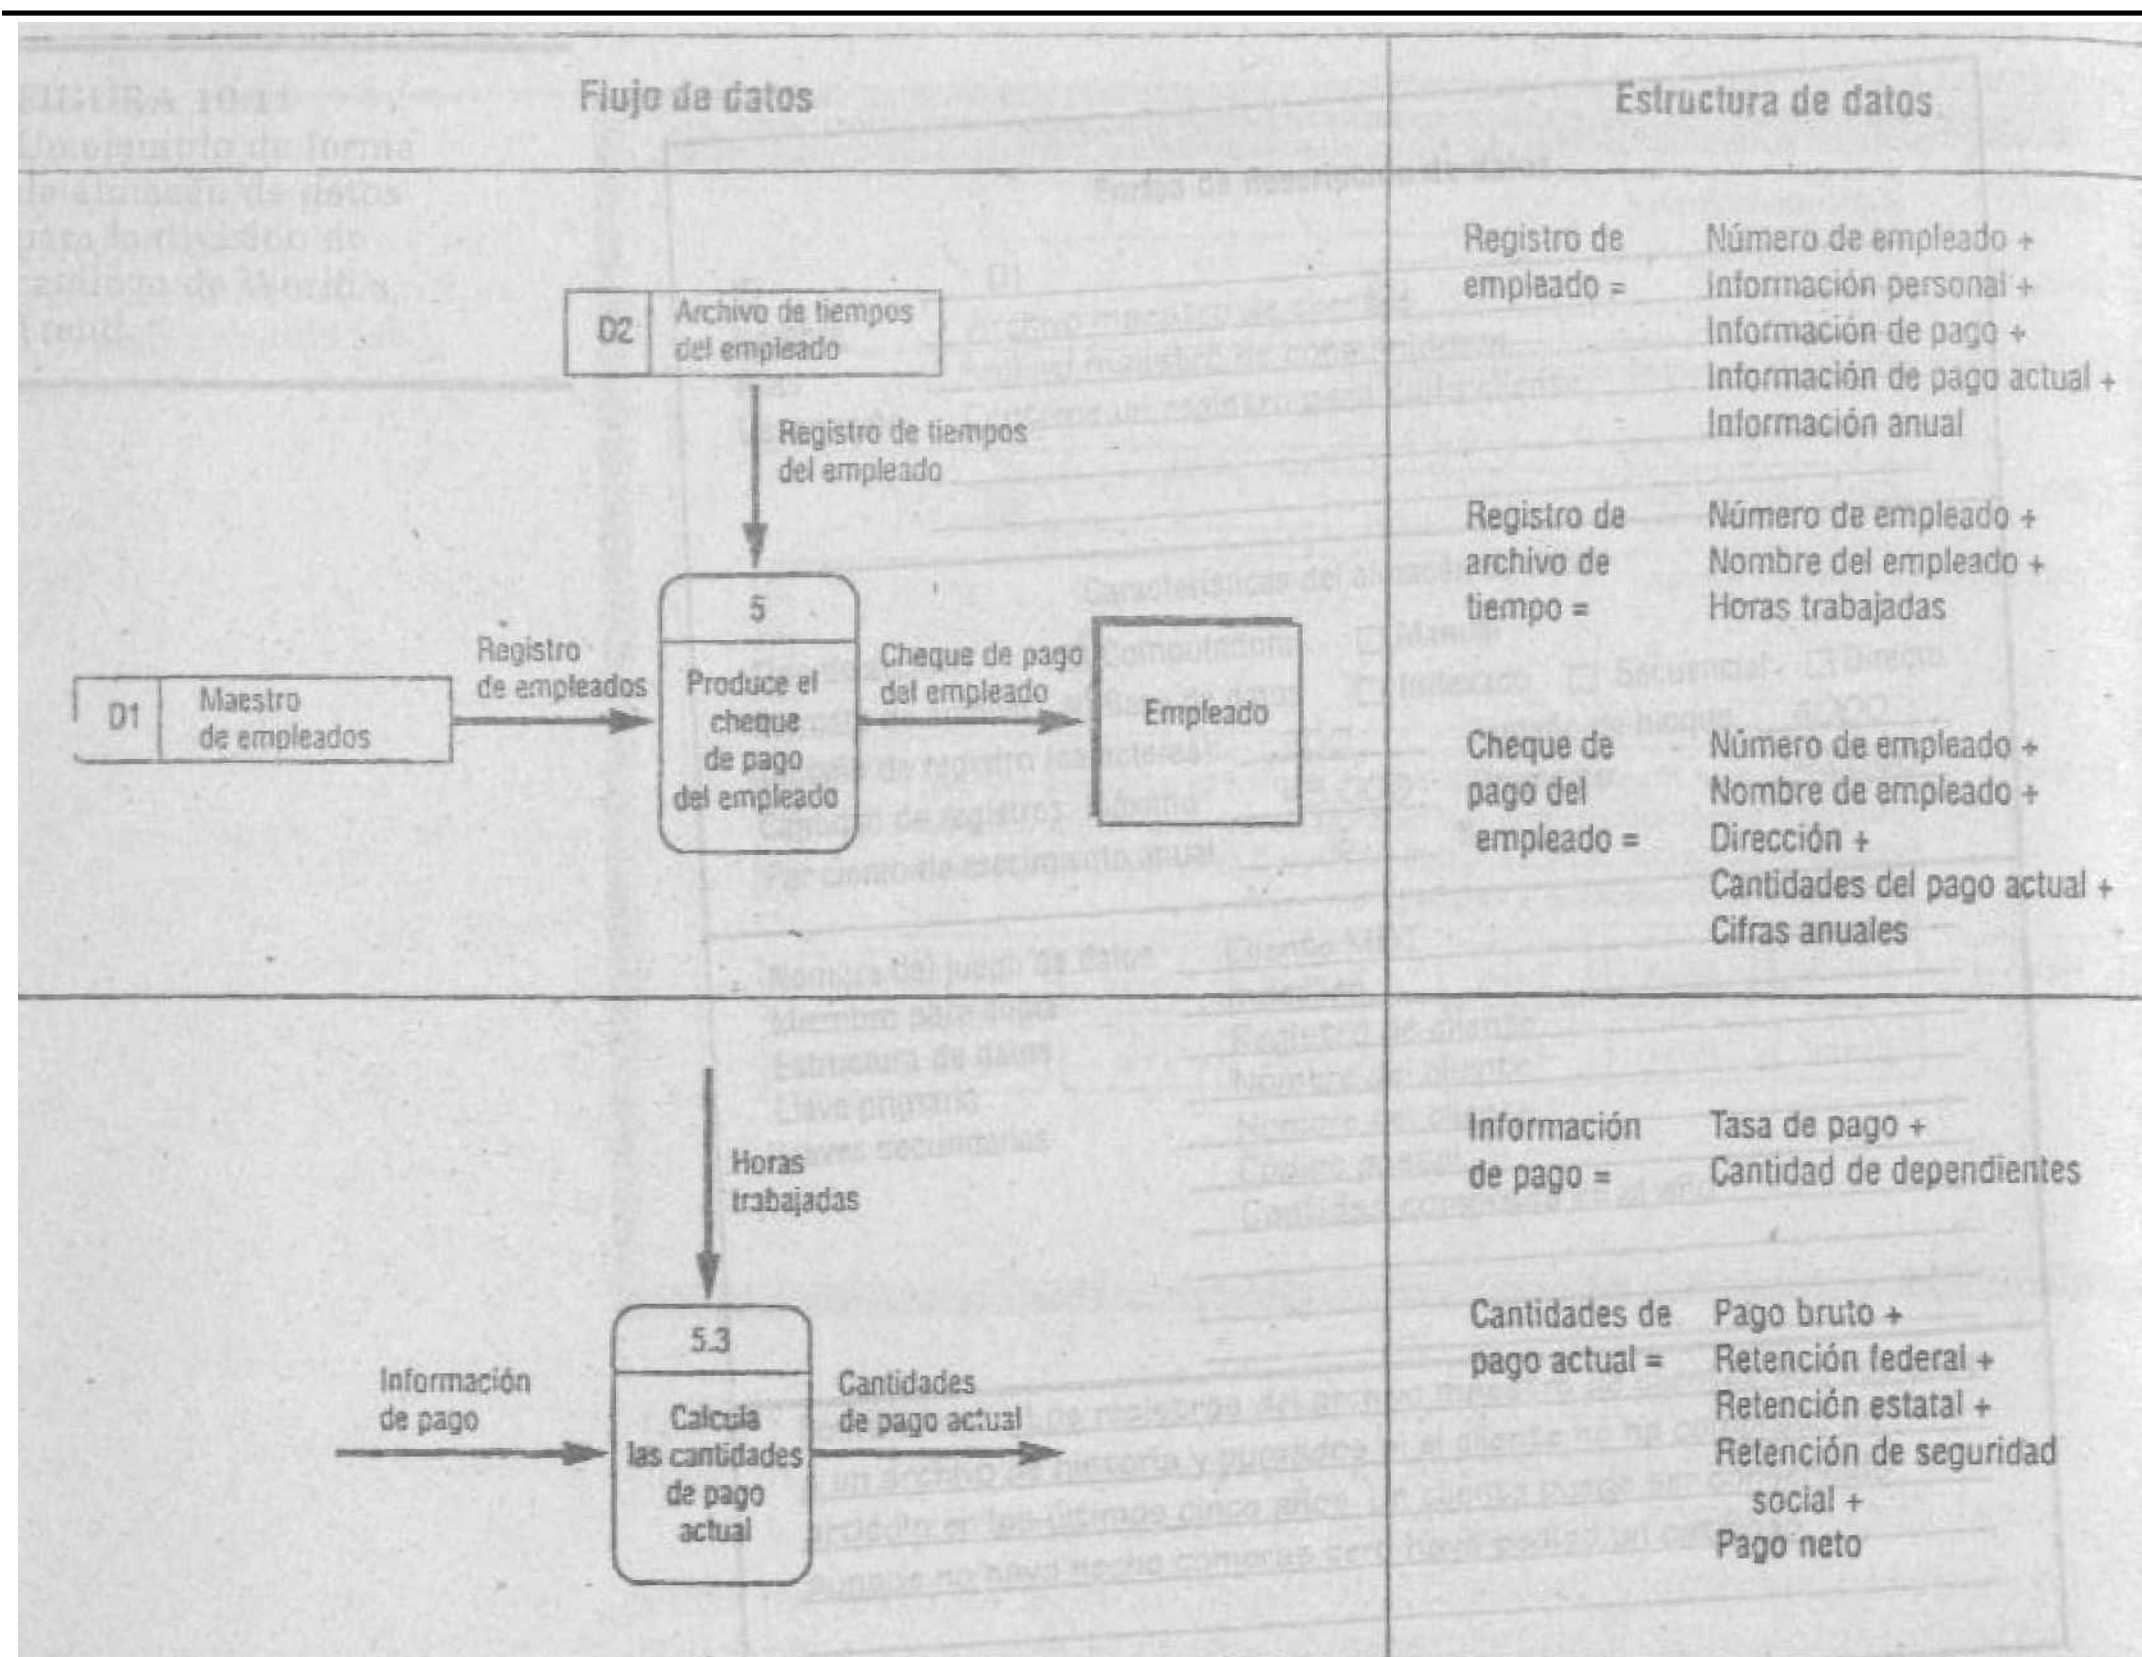 Flujo de datos
Estructura de datos
D2
Archivo de tiempos
del empleado
Registro de tiempos
del empleado
D1
Maestro
de empleados
Registro
de empleados
5
Produce el
cheque
de pago
del empleado
Cheque de pago
del empleado
Empleado
Registro de
empleado =
Número de empleado +
Información personal +
Información de pago +
Información de pago actual +
Información anual
Registro de
archivo de
tiempo =
Número de empleado +
Nombre del empleado +
Horas trabajadas
Cheque de
pago del
empleado =
Número de empleado +
Nombre de empleado +
Dirección +
Cantidades del pago actual +
Cifras anuales
Horas
trabajadas
Información
de pago
5.3
Calcula
las cantidades
de pago
actual
Cantidades
de pago actual
Información
de pago =
Tasa de pago +
Cantidad de dependientes
Cantidades de
pago actual =
Pago bruto +
Retención federal +
Retención estatal +
Retención de seguridad
social +
Pago neto